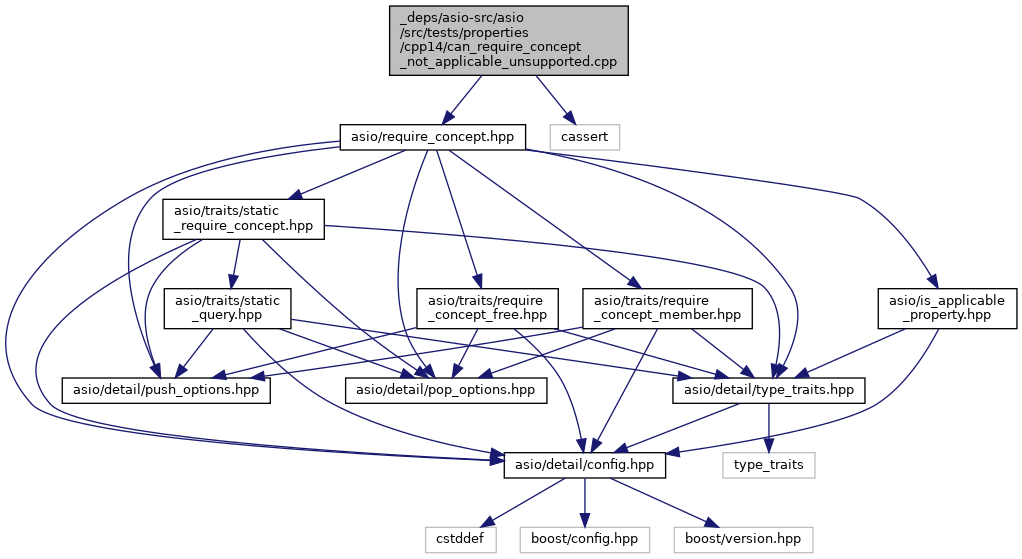 _deps/asio-src/asio
/src/tests/properties
/cpp14/can_require_concept
_not_applicable_unsupported.cpp
asio/require_concept.hpp
cassert
asio/traits/static
_require_concept.hpp
asio/traits/static
_query.hpp
asio/traits/require
_concept_free.hpp
asio/traits/require
_concept_member.hpp
asio/is_applicable
_property.hpp
asio/detail/push_options.hpp
asio/detail/pop_options.hpp
asio/detail/type_traits.hpp
asio/detail/config.hpp
type_traits
cstddef
boost/config.hpp
boost/version.hpp